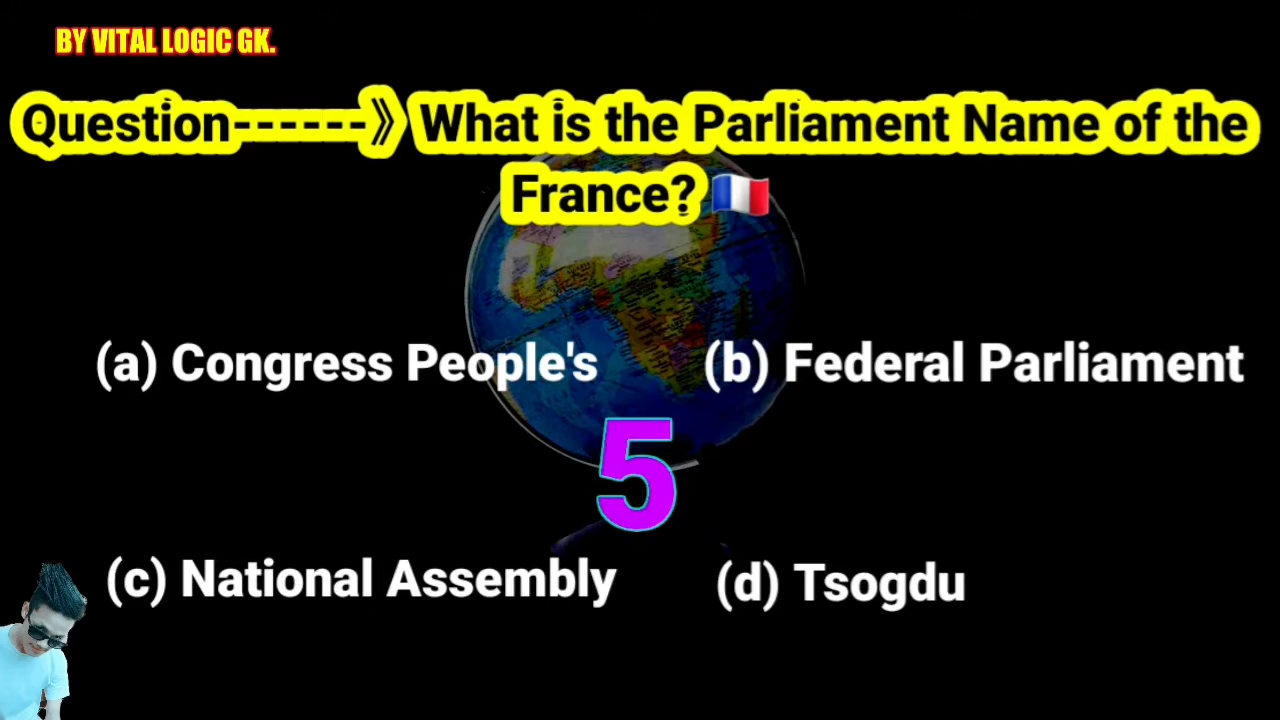 BY VITAL LOGIC GK.
Question------》What is the Parliament Name of the
France? 🇫🇷
(a) Congress People's
(b) Federal Parliament
5
(c) National Assembly
(d) Tsogdu